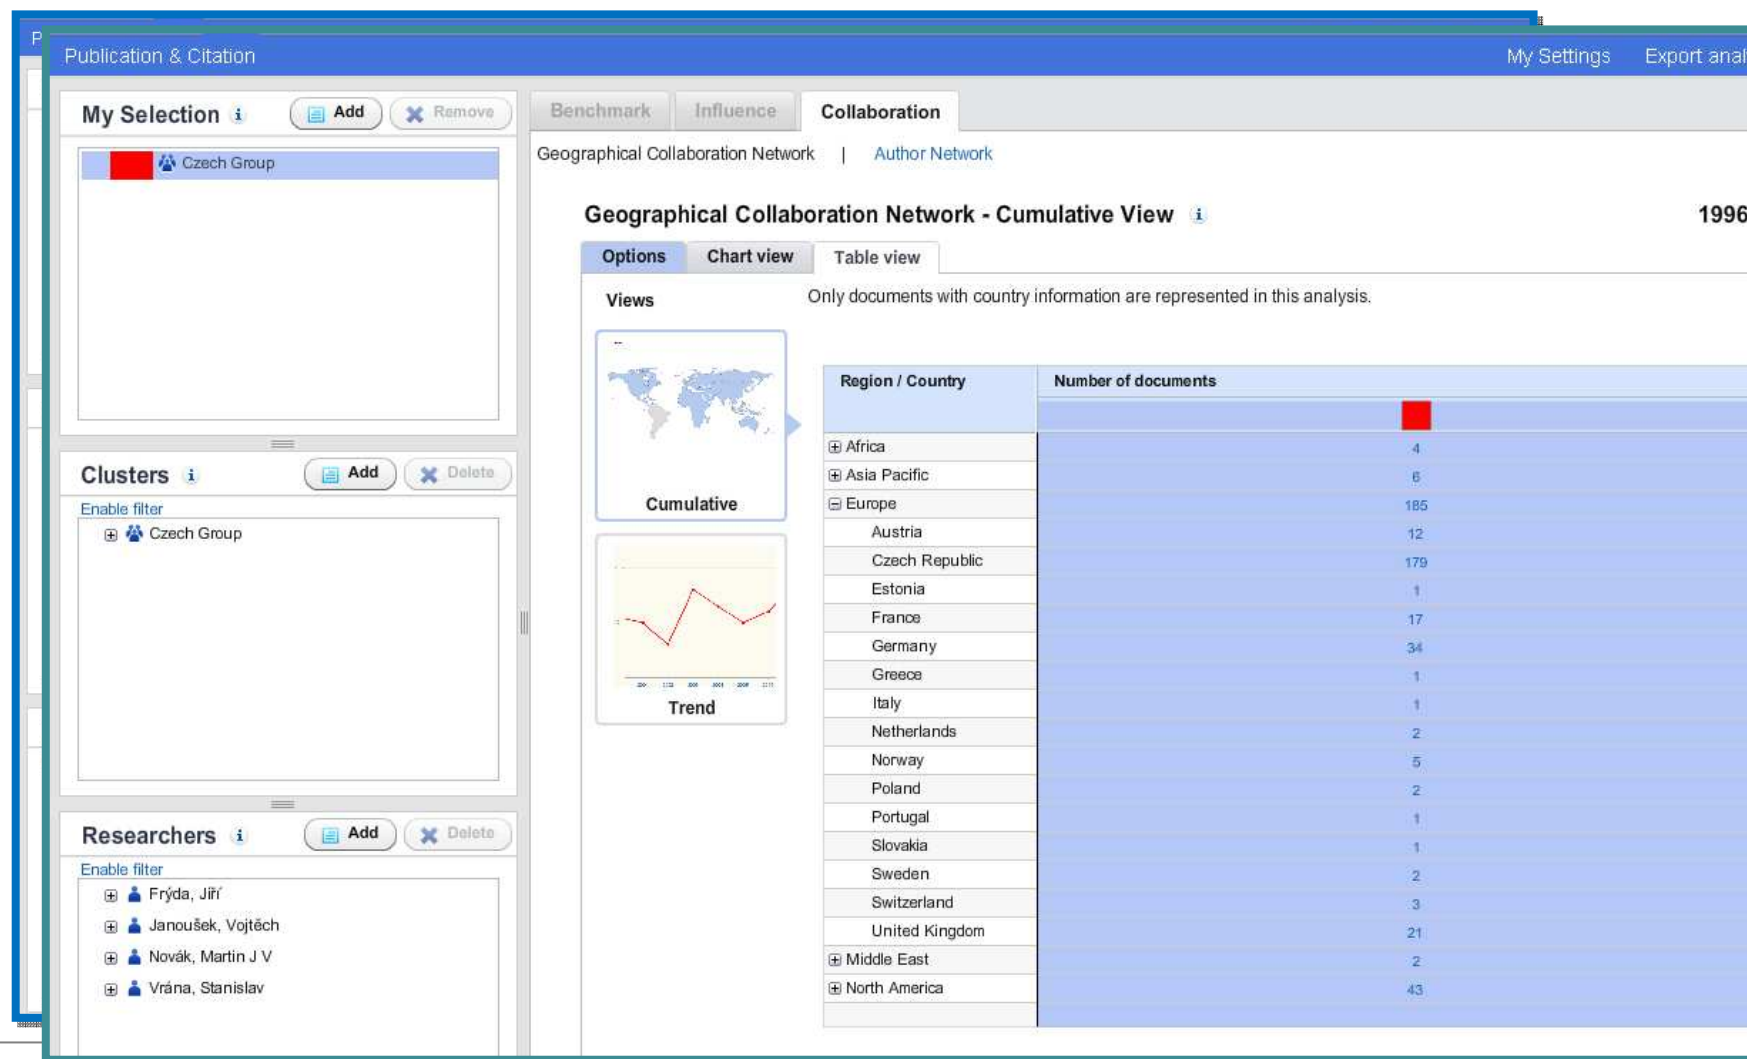 P
Publication & Citation
My Settings
Export anal
My Selection i
Add
Remove
Czech Group
Clusters i
Add
Delete
Enable filter
Czech Group
Researchers i
Add
Delete
Enable filter
Frýda, Jiří
Janoušek, Vojtěch
Novák, Martin J V
Vrána, Stanislav
Benchmark
Influence
Collaboration
Geographical Collaboration Network | Author Network
Geographical Collaboration Network - Cumulative View i
1996
Options
Chart view
Table view
Views
Only documents with country information are represented in this analysis.
Cumulative
Trend
Region / Country Number of documents
Africa 4
Asia Pacific 6
Europe 185
Austria 12
Czech Republic 179
Estonia 1
France 17
Germany 34
Greece 1
Italy 1
Netherlands 2
Norway 5
Poland 2
Portugal 1
Slovakia 1
Sweden 2
Switzerland 3
United Kingdom 21
Middle East 2
North America 43